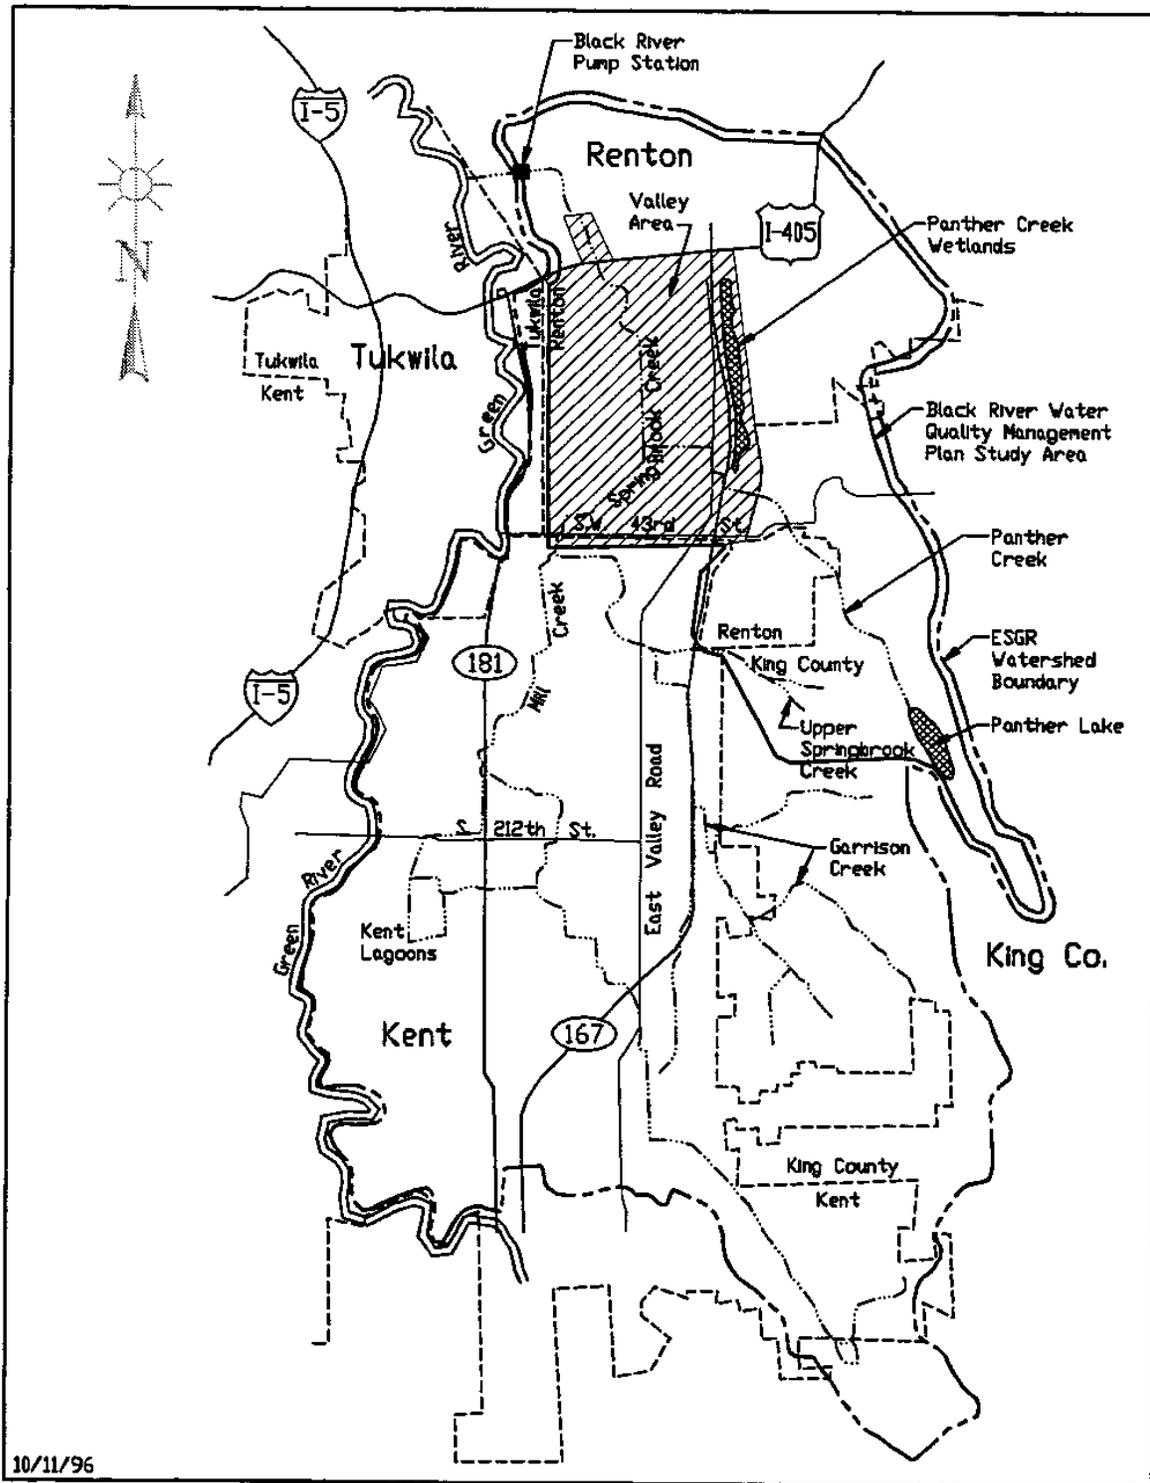 Black River
Pump Station
I-5
Renton
Valley
Area
I-405
Panther Creek
Wetlands
River
N
Tukwila
Renton
Tukwila
Kent
Tukwila
Green
Springbrook Creek
Black River Water
Quality Management
Plan Study Area
S.W. 43rd St.
Panther
Creek
Creek
Renton
King County
ESGR
Watershed
Boundary
181
I-5
Mill
Upper
Springbrook
Creek
Panther Lake
East Valley Road
S. 212th St.
Garrison
Creek
River
Green
Kent
Lagoons
King Co.
Kent
167
King County
Kent
10/11/96